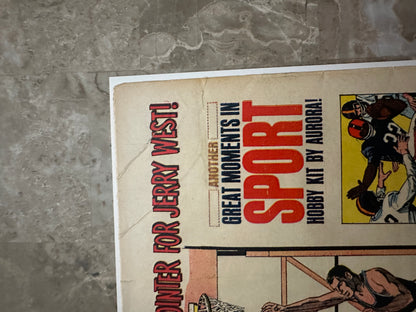 POINTER FOR JERRY WEST!
ANOTHER
GREAT MOMENTS IN
SPORT
HOBBY KIT BY AURORA!